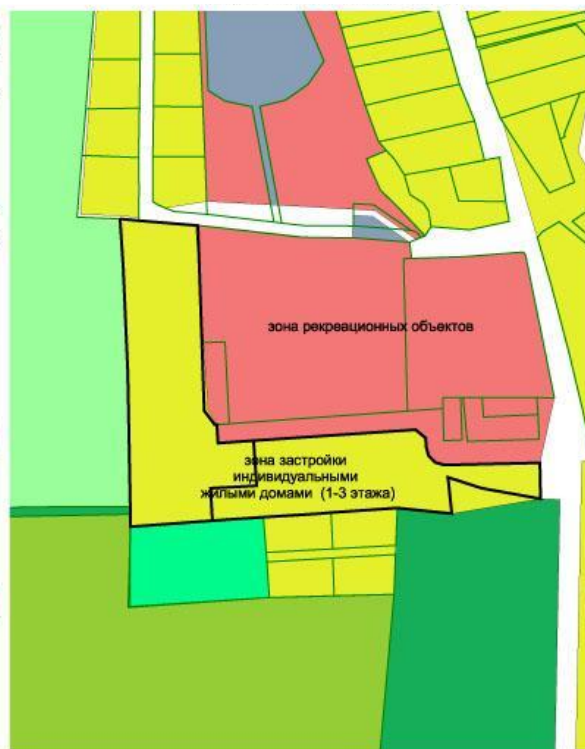 зона рекреационных объектов
зона застройки
индивидуальными
жилыми домами (1-3 этажа)